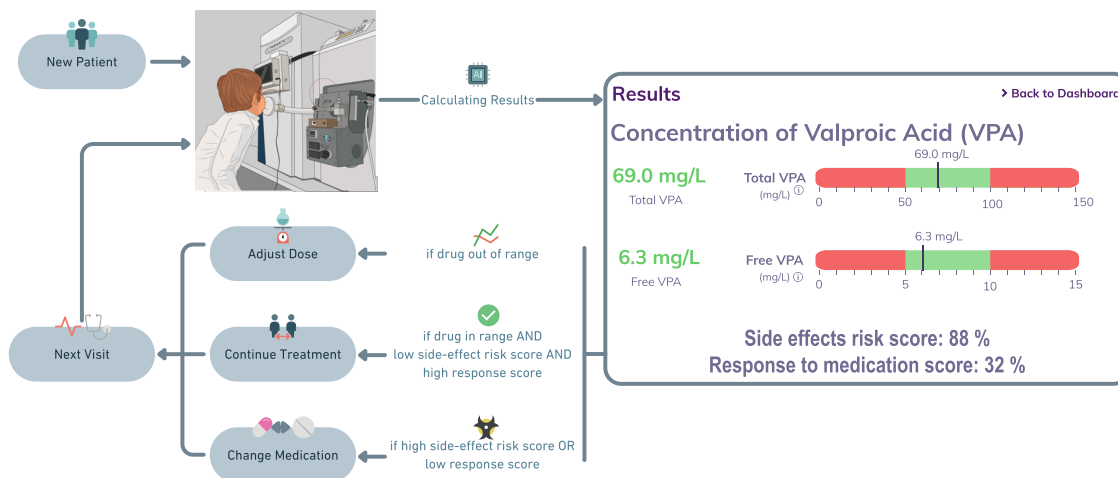 New Patient
AI
Calculating Results
Results
Back to Dashboard
Concentration of Valproic Acid (VPA)
69.0 mg/L
Total VPA
Total VPA
(mg/L)
69.0 mg/L
0 50 100 150
6.3 mg/L
Free VPA
Free VPA
(mg/L)
6.3 mg/L
0 5 10 15
Side effects risk score: 88 %
Response to medication score: 32 %
Adjust Dose
if drug out of range
Continue Treatment
if drug in range AND
low side-effect risk score AND
high response score
Change Medication
if high side-effect risk score OR
low response score
Next Visit